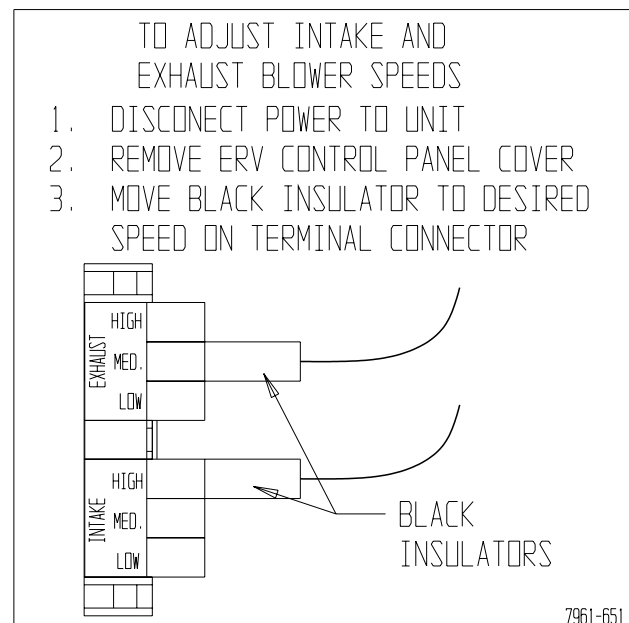 TO ADJUST INTAKE AND
EXHAUST BLOWER SPEEDS
1. DISCONECT POWER TO UNIT
2. REMOVE ERV CONTROL PANEL COVER
3. MOVE BLACK INSULATOR TO DESIRED
SPEED ON TERMINAL CONNECTOR
EXHAUST
HIGH
MED.
LOW
INTAKE
HIGH
MED.
LOW
BLACK
INSULATORS
7961-651